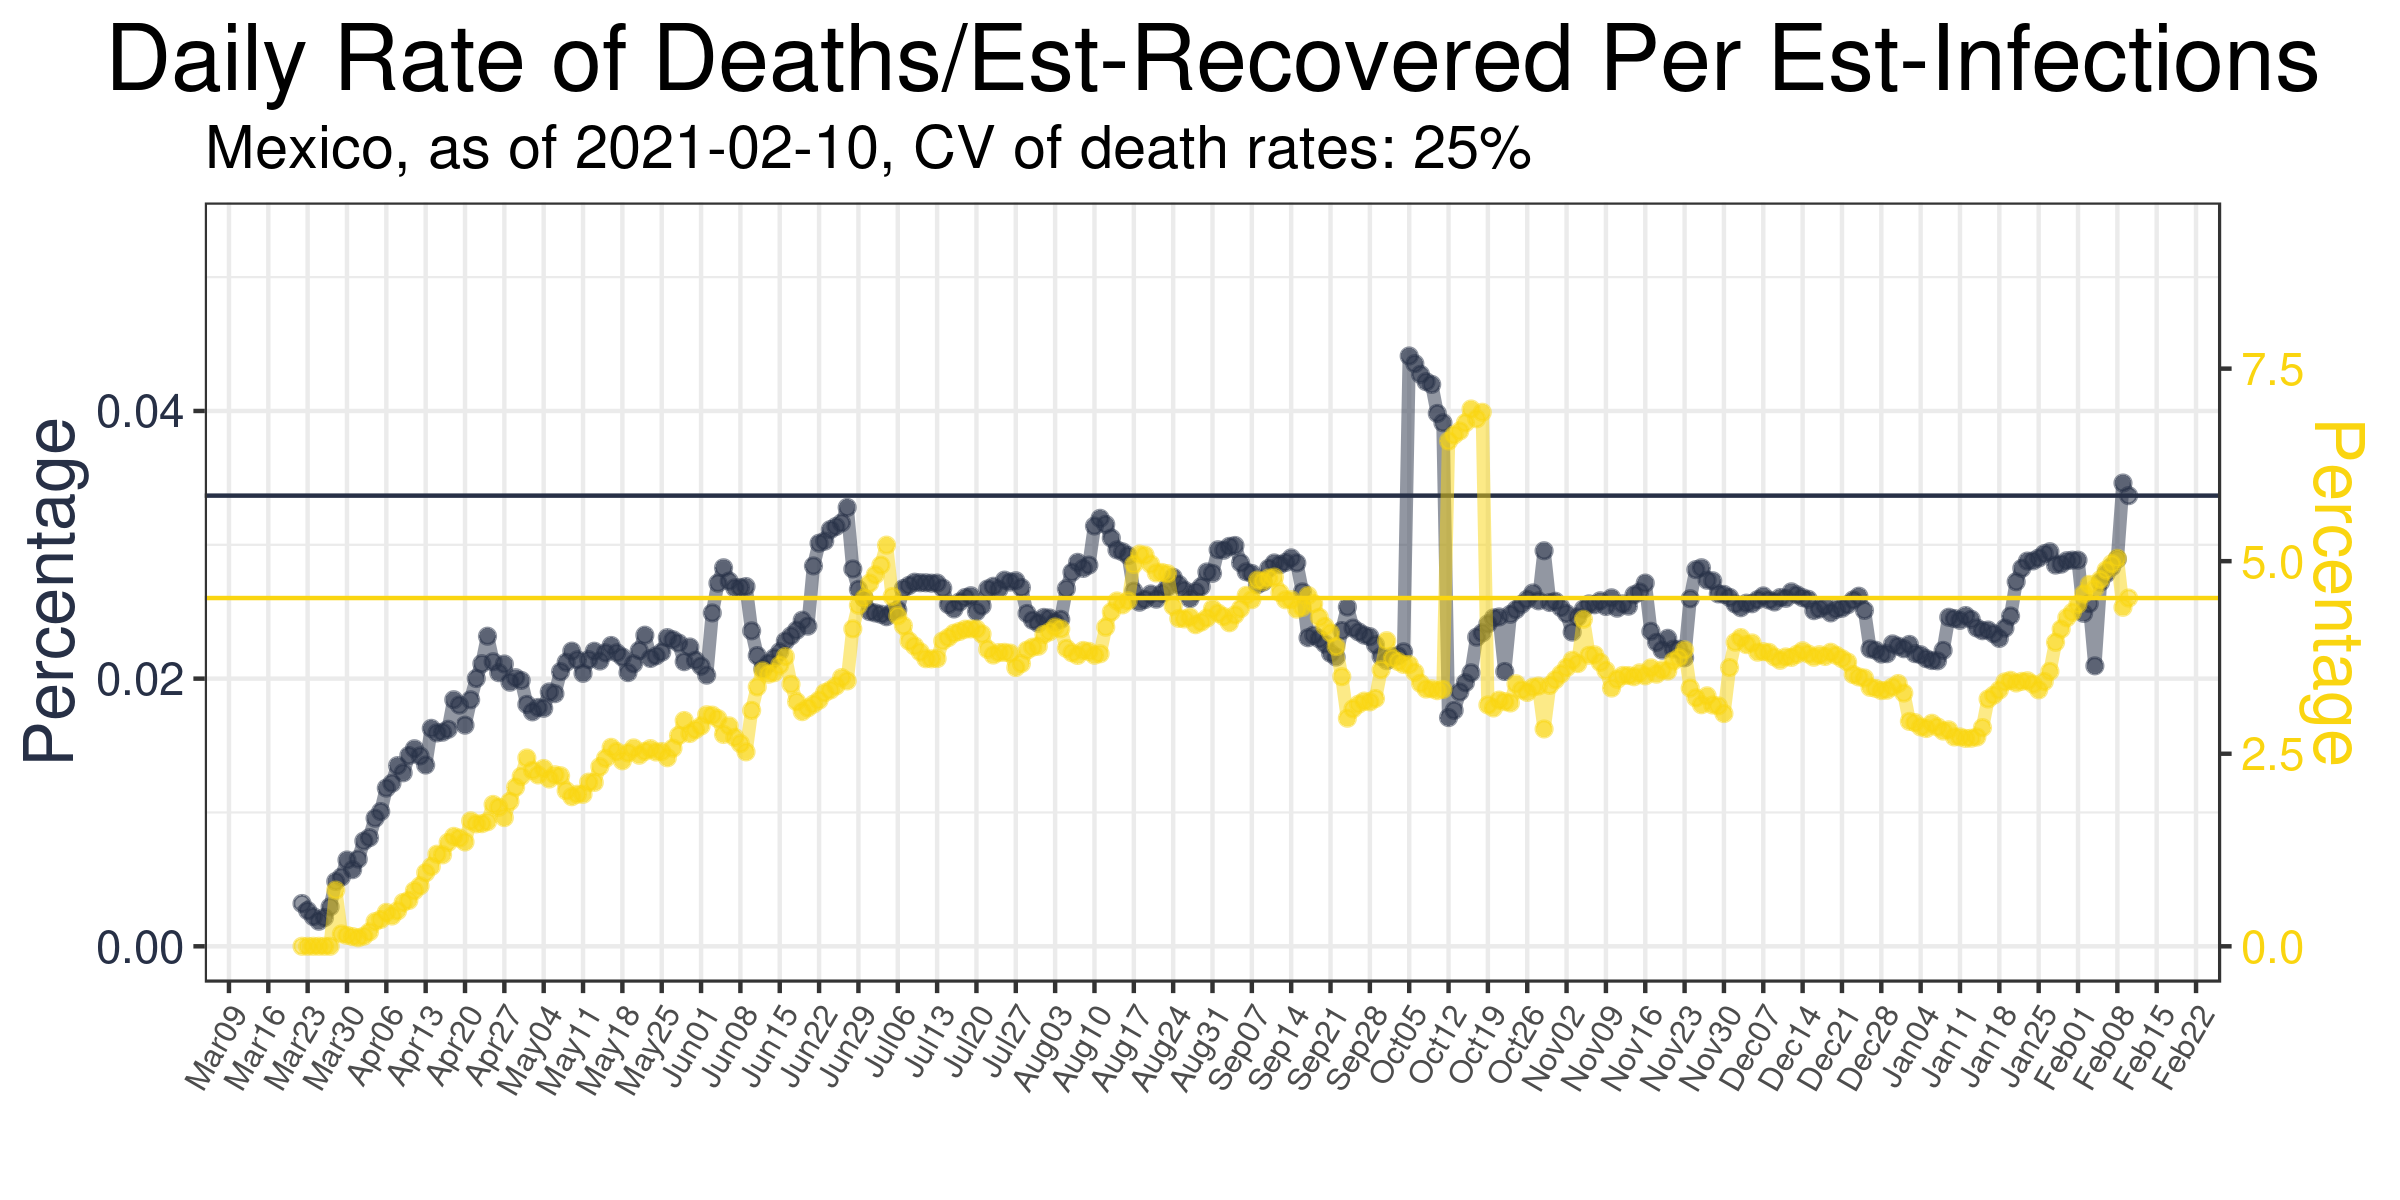 Daily Rate of Deaths/Est-Recovered Per Est-Infections
Mexico, as of 2021-02-10, CV of death rates: 25%
Percentage
0.04
0.02
0.00
7.5
5.0
2.5
0.0
Percentage
Mar09 Mar16 Mar23 Mar30 Apr06 Apr13 Apr20 Apr27 May04 May11 May18 May25 Jun01 Jun08 Jun15 Jun22 Jun29 Jul06 Jul13 Jul20 Jul27 Aug03 Aug10 Aug17 Aug24 Aug31 Sep07 Sep14 Sep21 Sep28 Oct05 Oct12 Oct19 Oct26 Nov02 Nov09 Nov16 Nov23 Nov30 Dec07 Dec14 Dec21 Dec28 Jan04 Jan11 Jan18 Jan25 Feb01 Feb08 Feb15 Feb22